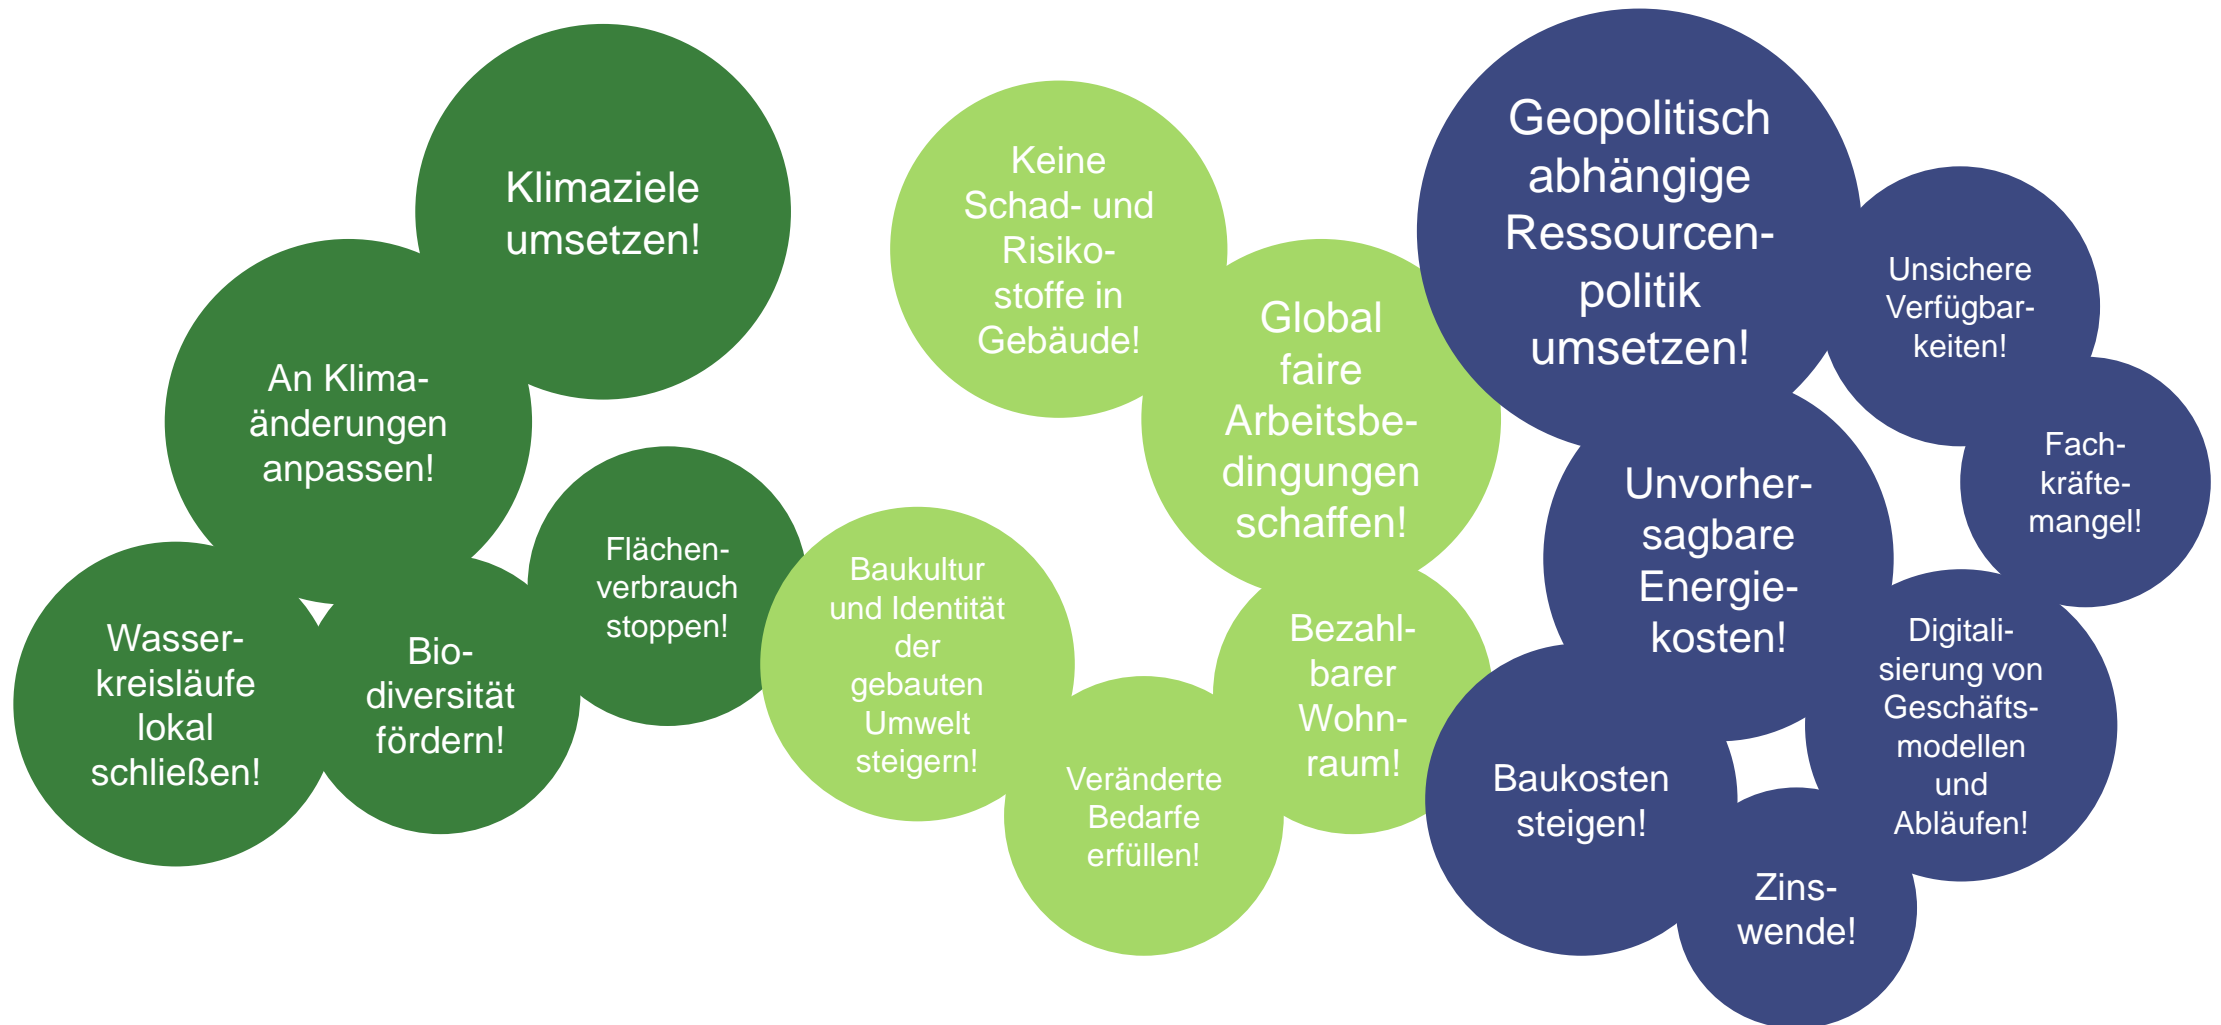 Klimaziele
umsetzen!
An Klima-
änderungen
anpassen!
Wasser-
kreisläufe
lokal
schließen!
Bio-
diversität
fördern!
Flächen-
verbrauch
stoppen!
Keine
Schad- und
Risiko-
stoffe in
Gebäude!
Global
faire
Arbeitsbe-
dingungen
schaffen!
Baukultur
und Identität
der
gebauten
Umwelt
steigern!
Veränderte
Bedarfe
erfüllen!
Bezahl-
barer
Wohn-
raum!
Geopolitisch
abhängige
Ressourcen-
politik
umsetzen!
Unsichere
Verfügbar-
keiten!
Fach-
kräfte-
mangel!
Unvorher-
sagbare
Energie-
kosten!
Digitali-
sierung von
Geschäfts-
modellen
und
Abläufen!
Baukosten
steigen!
Zins-
wende!